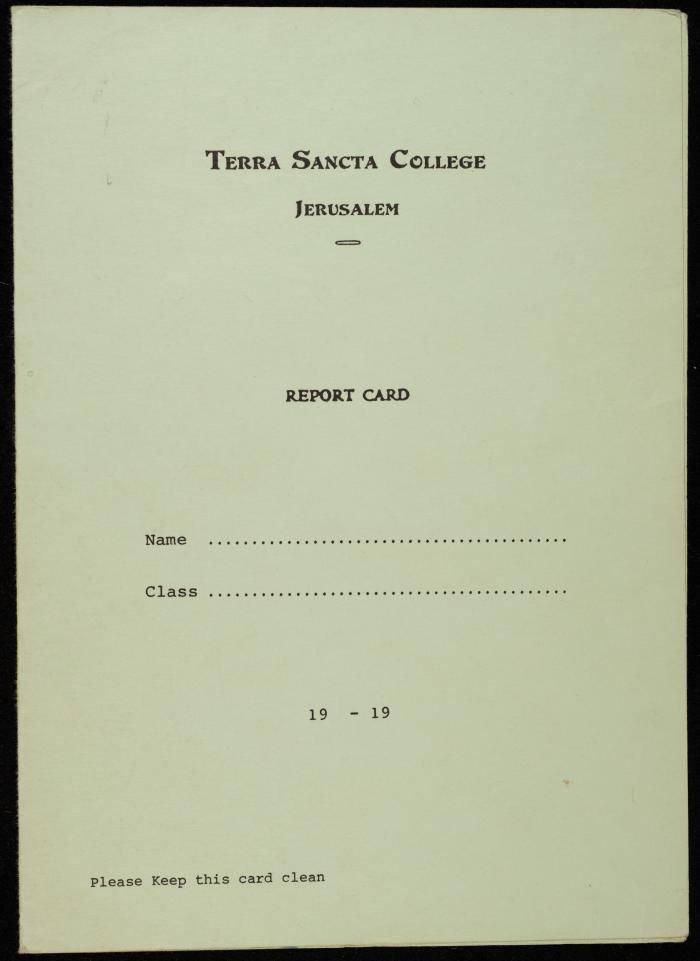 TERRA SANCTA COLLEGE
JERUSALEM
REPORT CARD
Name ..........................................
Class ..........................................
19 - 19
Please Keep this card clean